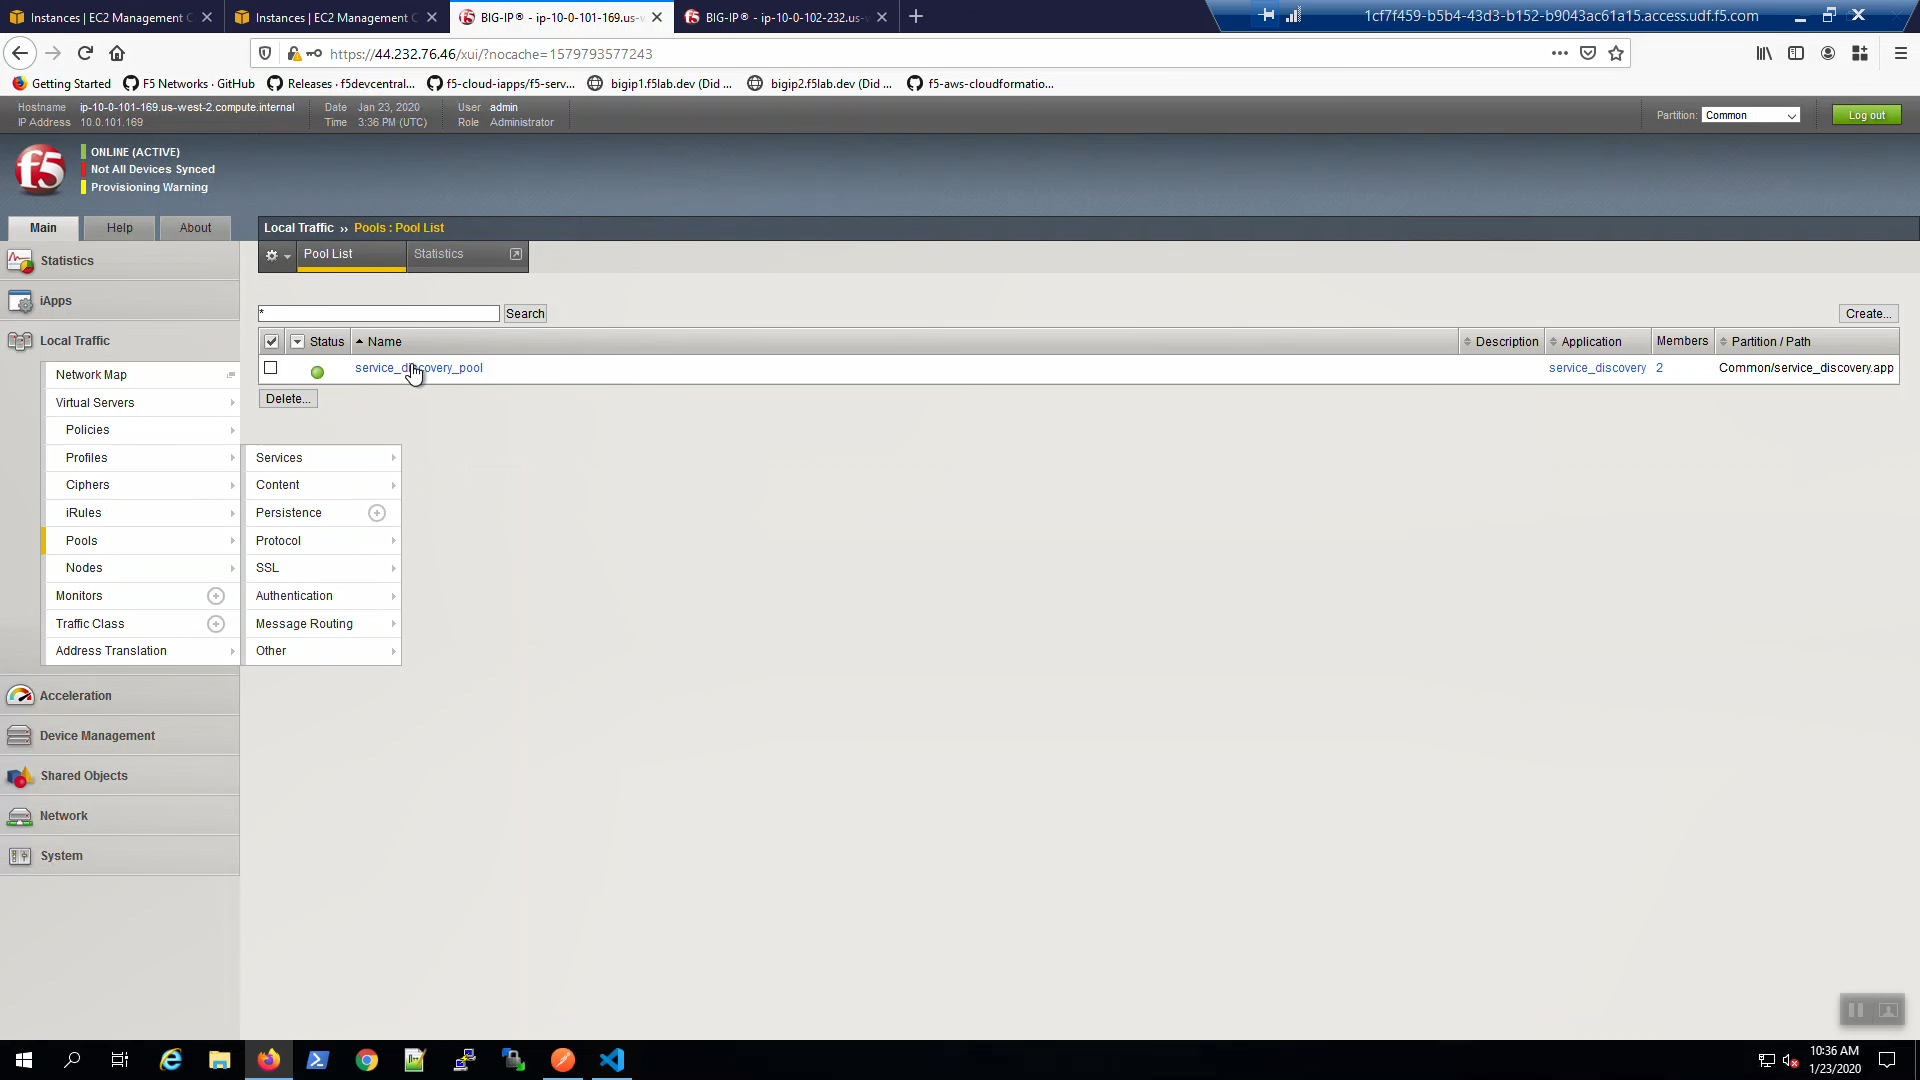 Instances | EC2 Management C
Instances | EC2 Management C
BIG-IP® - ip-10-0-101-169.us-w
BIG-IP® - ip-10-0-102-232.us-w
1cf7f459-b5b4-43d3-b152-b9043ac61a15.access.udf.f5.com
https://44.232.76.46/xui/?nocache=1579793577243
Getting Started
F5 Networks · GitHub
Releases · f5devcentral...
f5-cloud-iapps/f5-serv...
bigip1.f5lab.dev (Did ...
bigip2.f5lab.dev (Did ...
f5-aws-cloudformatio...
Hostname ip-10-0-101-169.us-west-2.compute.internal
IP Address 10.0.101.169
Date Jan 23, 2020
Time 3:36 PM (UTC)
User admin
Role Administrator
Partition: Common
Log out
f5
ONLINE (ACTIVE)
Not All Devices Synced
Provisioning Warning
Main
Help
About
Local Traffic ›› Pools : Pool List
Pool List
Statistics
Statistics
iApps
Local Traffic
Network Map
Virtual Servers
Policies
Profiles
Ciphers
iRules
Pools
Nodes
Monitors
Traffic Class
Address Translation
Acceleration
Device Management
Shared Objects
Network
System
Services
Content
Persistence
Protocol
SSL
Authentication
Message Routing
Other
*
Search
Create...
Status Name Description Application Members Partition / Path
service_discovery_pool service_discovery 2 Common/service_discovery.app
Delete...
10:36 AM
1/23/2020